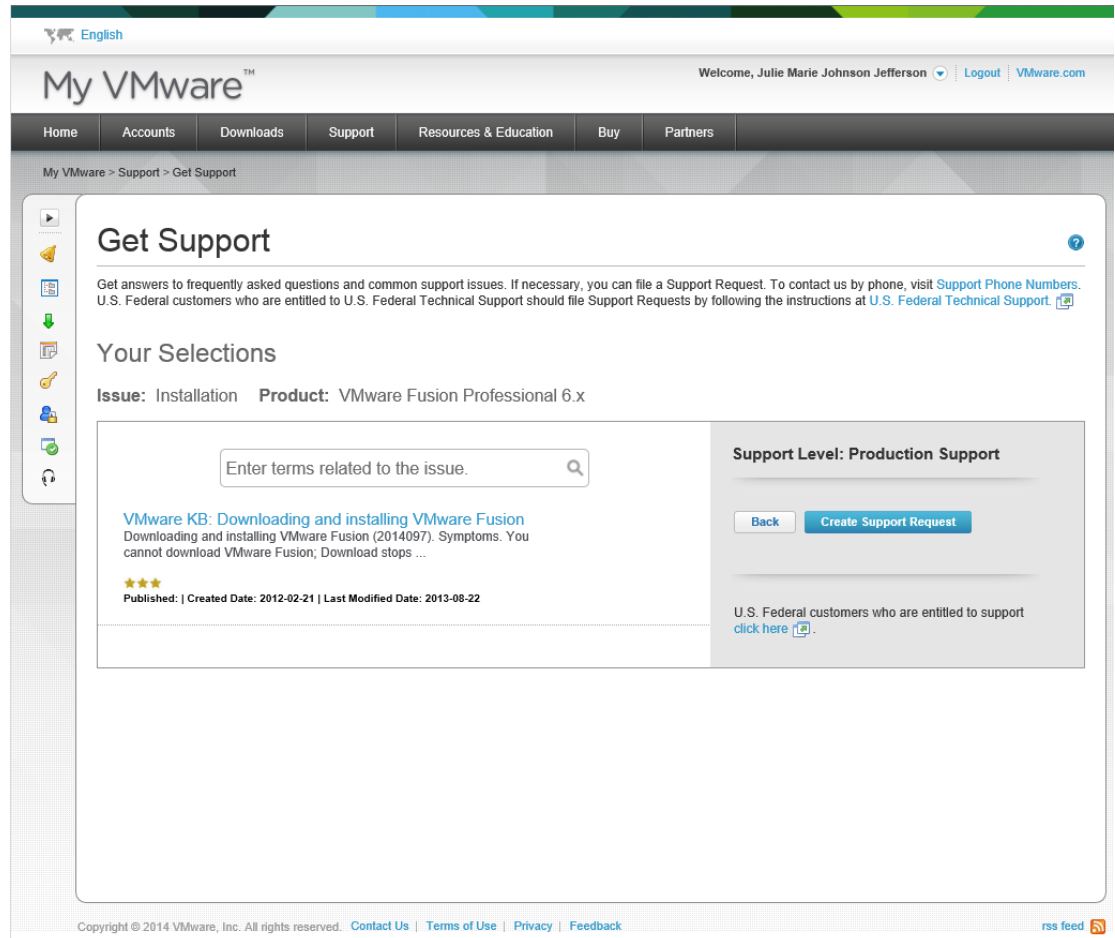 English
My VMware™
Welcome, Julie Marie Johnson Jefferson
Logout
VMware.com
Home Accounts Downloads Support Resources & Education Buy Partners
My VMware > Support > Get Support
Get Support
?
Get answers to frequently asked questions and common support issues. If necessary, you can file a Support Request. To contact us by phone, visit Support Phone Numbers.
U.S. Federal customers who are entitled to U.S. Federal Technical Support should file Support Requests by following the instructions at U.S. Federal Technical Support.
Your Selections
Issue: Installation Product: VMware Fusion Professional 6.x
Enter terms related to the issue.
VMware KB: Downloading and installing VMware Fusion
Downloading and installing VMware Fusion (2014097). Symptoms. You
cannot download VMware Fusion; Download stops ...
Published: | Created Date: 2012-02-21 | Last Modified Date: 2013-08-22
Support Level: Production Support
Back
Create Support Request
U.S. Federal customers who are entitled to support
click here .
Copyright © 2014 VMware, Inc. All rights reserved. Contact Us | Terms of Use | Privacy | Feedback
rss feed